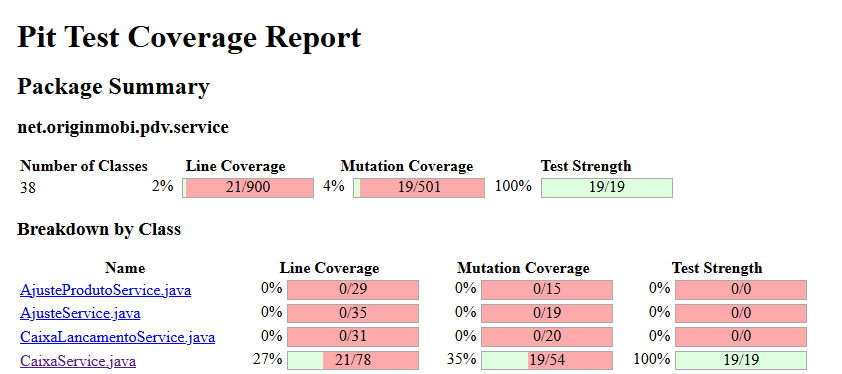 Pit Test Coverage Report
Package Summary
net.originmobi.pdv.service
Number of Classes Line Coverage Mutation Coverage Test Strength
38 2% 21/900 4% 19/501 100% 19/19
Breakdown by Class
Name Line Coverage Mutation Coverage Test Strength
AjusteProdutoService.java 0% 0/29 0% 0/15 0% 0/0
AjusteService.java 0% 0/35 0% 0/19 0% 0/0
CaixaLancamentoService.java 0% 0/31 0% 0/20 0% 0/0
CaixaService.java 27% 21/78 35% 19/54 100% 19/19